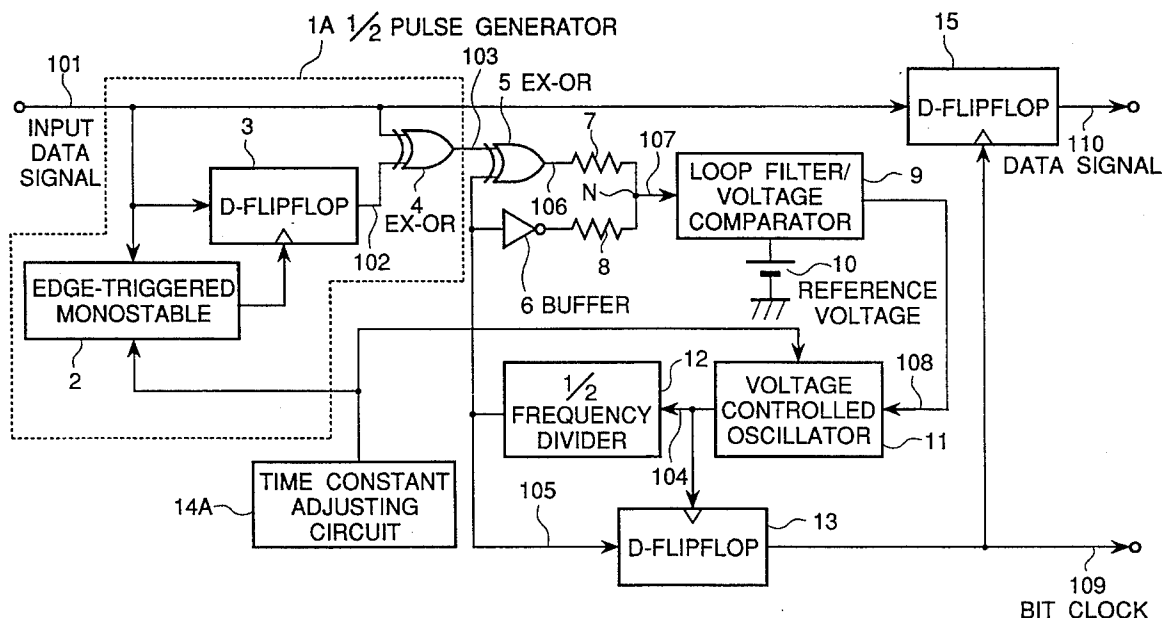 1A 1/2 PULSE GENERATOR
101
103
5 EX-OR
15
INPUT
DATA
SIGNAL
3
D-FLIPFLOP
102
4
EX-OR
7
106
N
107
8
6 BUFFER
LOOP FILTER/
VOLTAGE
COMPARATOR
9
10
REFERENCE
VOLTAGE
D-FLIPFLOP
110
DATA SIGNAL
EDGE-TRIGGERED
MONOSTABLE
2
12
1/2
FREQUENCY
DIVIDER
104
VOLTAGE
CONTROLLED
OSCILLATOR
108
11
14A
TIME CONSTANT
ADJUSTING
CIRCUIT
105
D-FLIPFLOP
13
109
BIT CLOCK